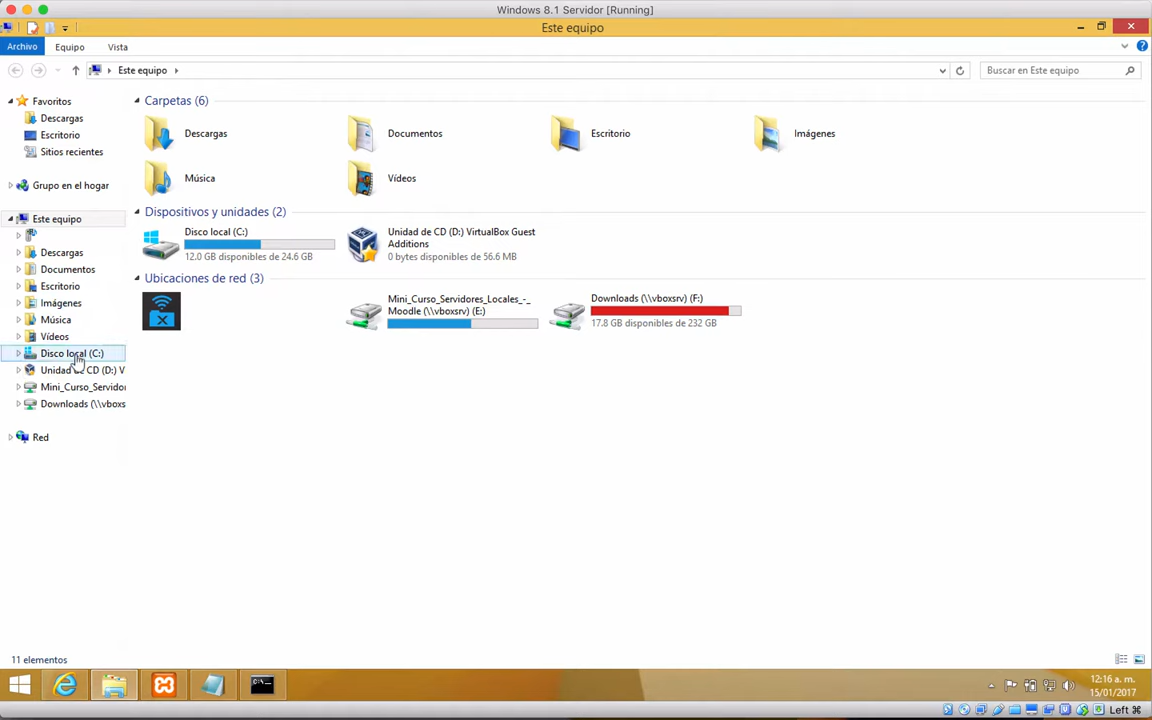 Windows 8.1 Servidor [Running]
Este equipo
Archivo
Equipo
Vista
Este equipo
Buscar en Este equipo
Favoritos
Descargas
Escritorio
Sitios recientes
Grupo en el hogar
Este equipo
Descargas
Documentos
Escritorio
Imágenes
Música
Vídeos
Disco local (C:)
Unidad de CD (D:) V
Mini_Curso_Servidor
Downloads (\\vboxs
Red
Carpetas (6)
Descargas
Documentos
Escritorio
Imágenes
Música
Vídeos
Dispositivos y unidades (2)
Disco local (C:)
12.0 GB disponibles de 24.6 GB
Unidad de CD (D:) VirtualBox Guest
Additions
0 bytes disponibles de 56.6 MB
Ubicaciones de red (3)
Mini_Curso_Servidores_Locales_-_
Moodle (\\vboxsrv) (E:)
Downloads (\\vboxsrv) (F:)
17.8 GB disponibles de 232 GB
11 elementos
12:16 a. m.
15/01/2017
Left ⌘